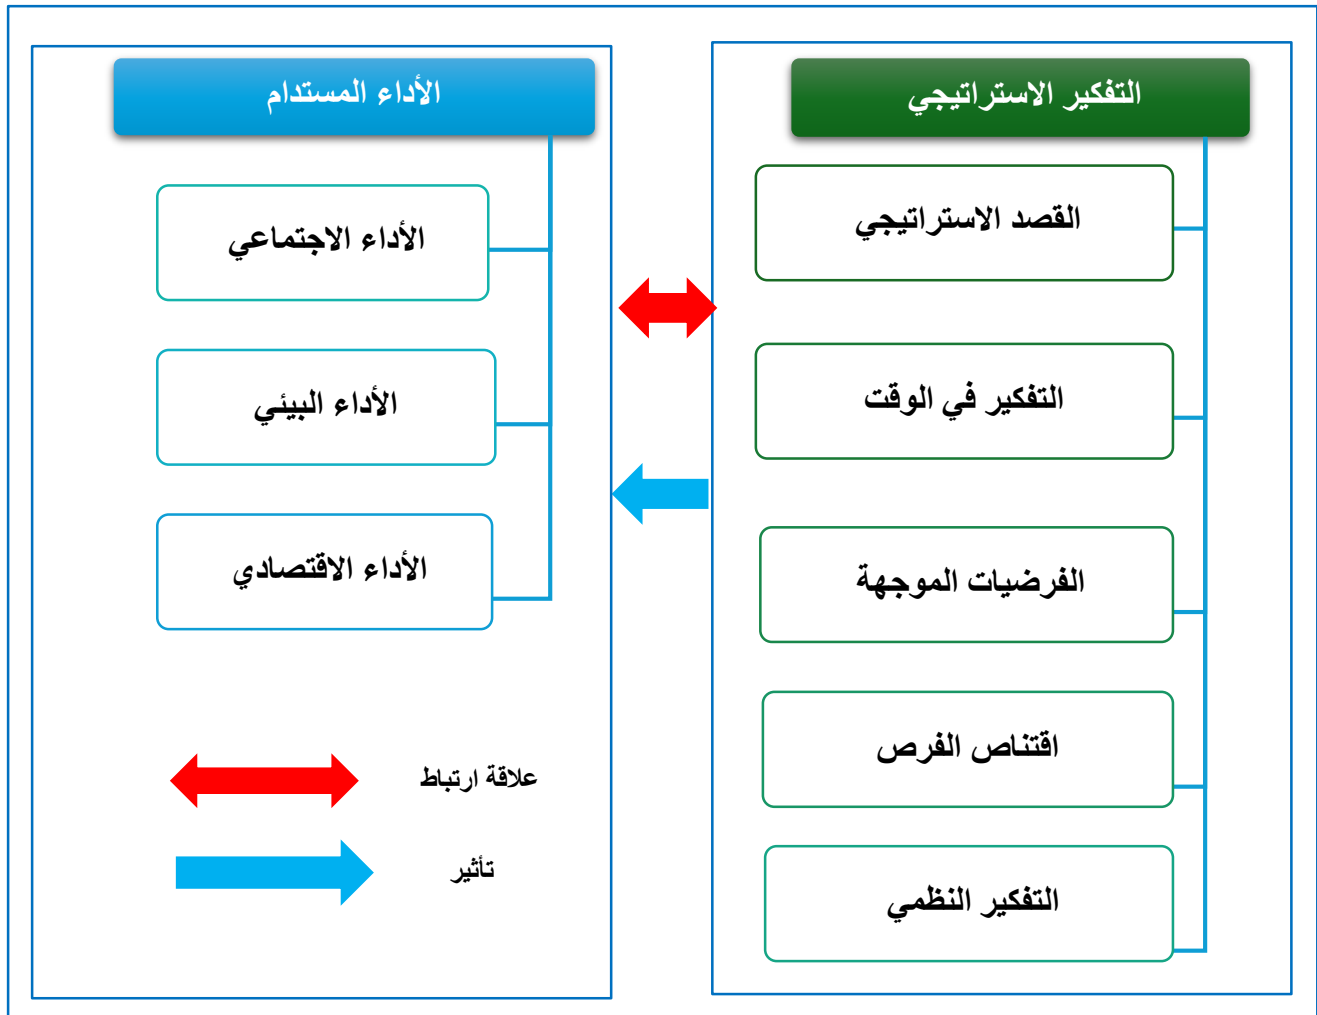 التفكير الاستراتيجي
القصد الاستراتيجي
التفكير في الوقت
الفرضيات الموجهة
اقتناص الفرص
التفكير النظمي
الأداء المستدام
الأداء الاجتماعي
الأداء البيئي
الأداء الاقتصادي
علاقة ارتباط
تأثير